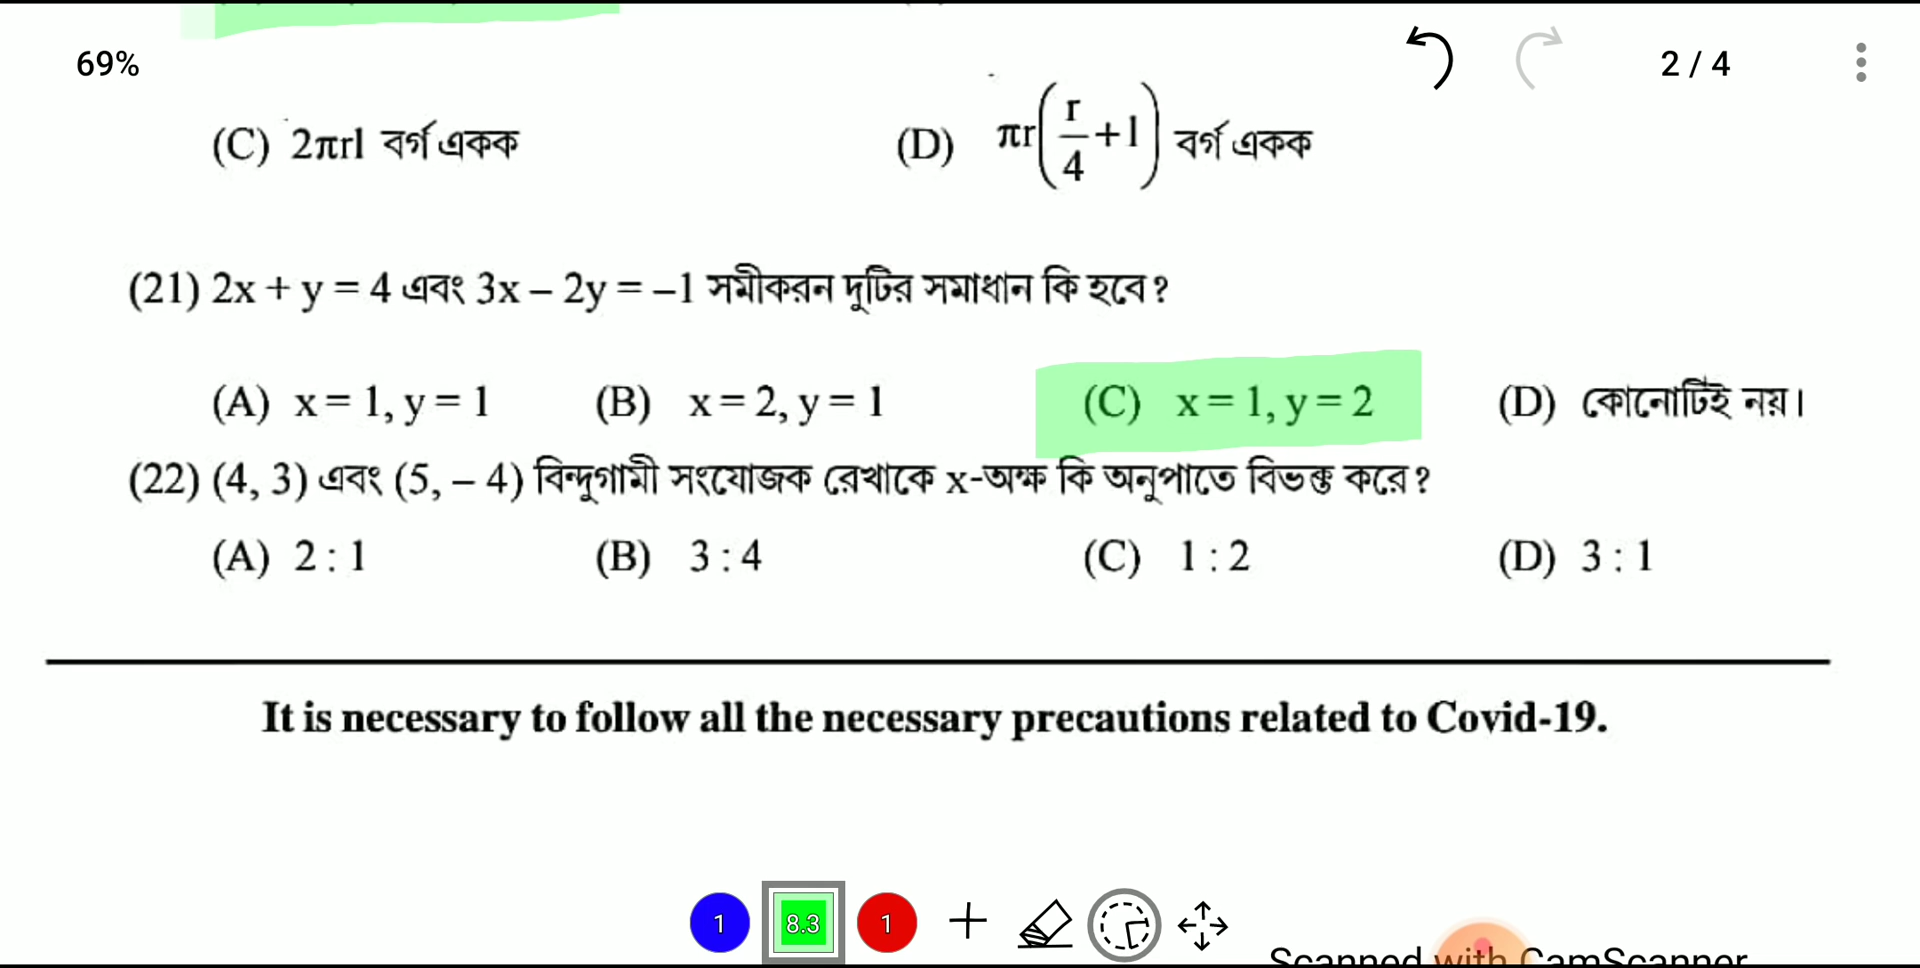 69%
2 / 4
(C) 2πrl বর্গ একক
(D) πr(r/4+l) বর্গ একক
(21) 2x + y = 4 এবং 3x – 2y = –1 সমীকরন দুটির সমাধান কি হবে?
(A) x = 1, y = 1 (B) x = 2, y = 1 (C) x = 1, y = 2 (D) কোনোটিই নয়।
(22) (4, 3) এবং (5, – 4) বিন্দুগামী সংযোজক রেখাকে x-অক্ষ কি অনুপাতে বিভক্ত করে?
(A) 2 : 1 (B) 3 : 4 (C) 1 : 2 (D) 3 : 1
It is necessary to follow all the necessary precautions related to Covid-19.
1 8.3 1
Scanned with CamScanner